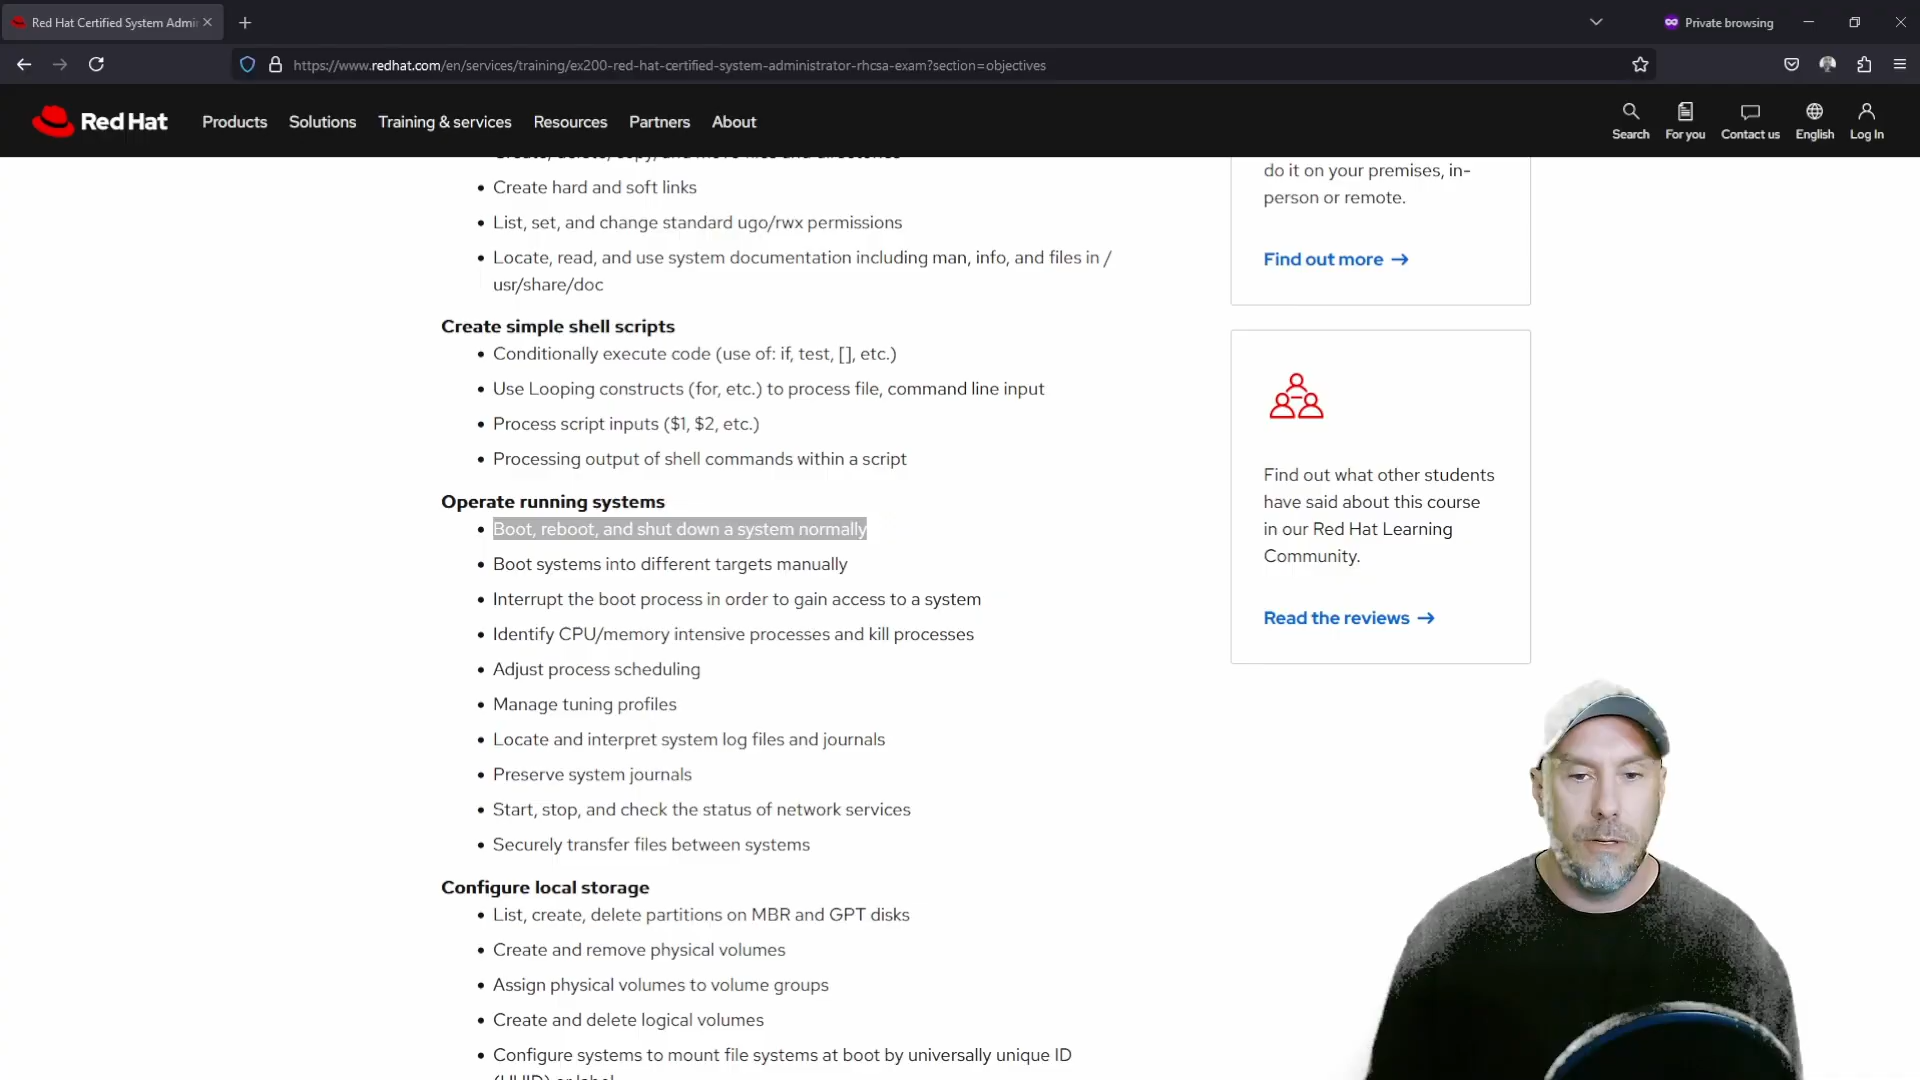 Red Hat Certified System Admi
Private browsing
https://www.redhat.com/en/services/training/ex200-red-hat-certified-system-administrator-rhcsa-exam?section=objectives
Red Hat
Products
Solutions
Training & services
Resources
Partners
About
Search
For you
Contact us
English
Log In
Create, delete, copy, and move files and directories
• Create hard and soft links
• List, set, and change standard ugo/rwx permissions
• Locate, read, and use system documentation including man, info, and files in /
usr/share/doc
Create simple shell scripts
• Conditionally execute code (use of: if, test, [], etc.)
• Use Looping constructs (for, etc.) to process file, command line input
• Process script inputs ($1, $2, etc.)
• Processing output of shell commands within a script
Operate running systems
• Boot, reboot, and shut down a system normally
• Boot systems into different targets manually
• Interrupt the boot process in order to gain access to a system
• Identify CPU/memory intensive processes and kill processes
• Adjust process scheduling
• Manage tuning profiles
• Locate and interpret system log files and journals
• Preserve system journals
• Start, stop, and check the status of network services
• Securely transfer files between systems
Configure local storage
• List, create, delete partitions on MBR and GPT disks
• Create and remove physical volumes
• Assign physical volumes to volume groups
• Create and delete logical volumes
• Configure systems to mount file systems at boot by universally unique ID
(UUID) or label
do it on your premises, in-
person or remote.
Find out more →
Find out what other students
have said about this course
in our Red Hat Learning
Community.
Read the reviews →